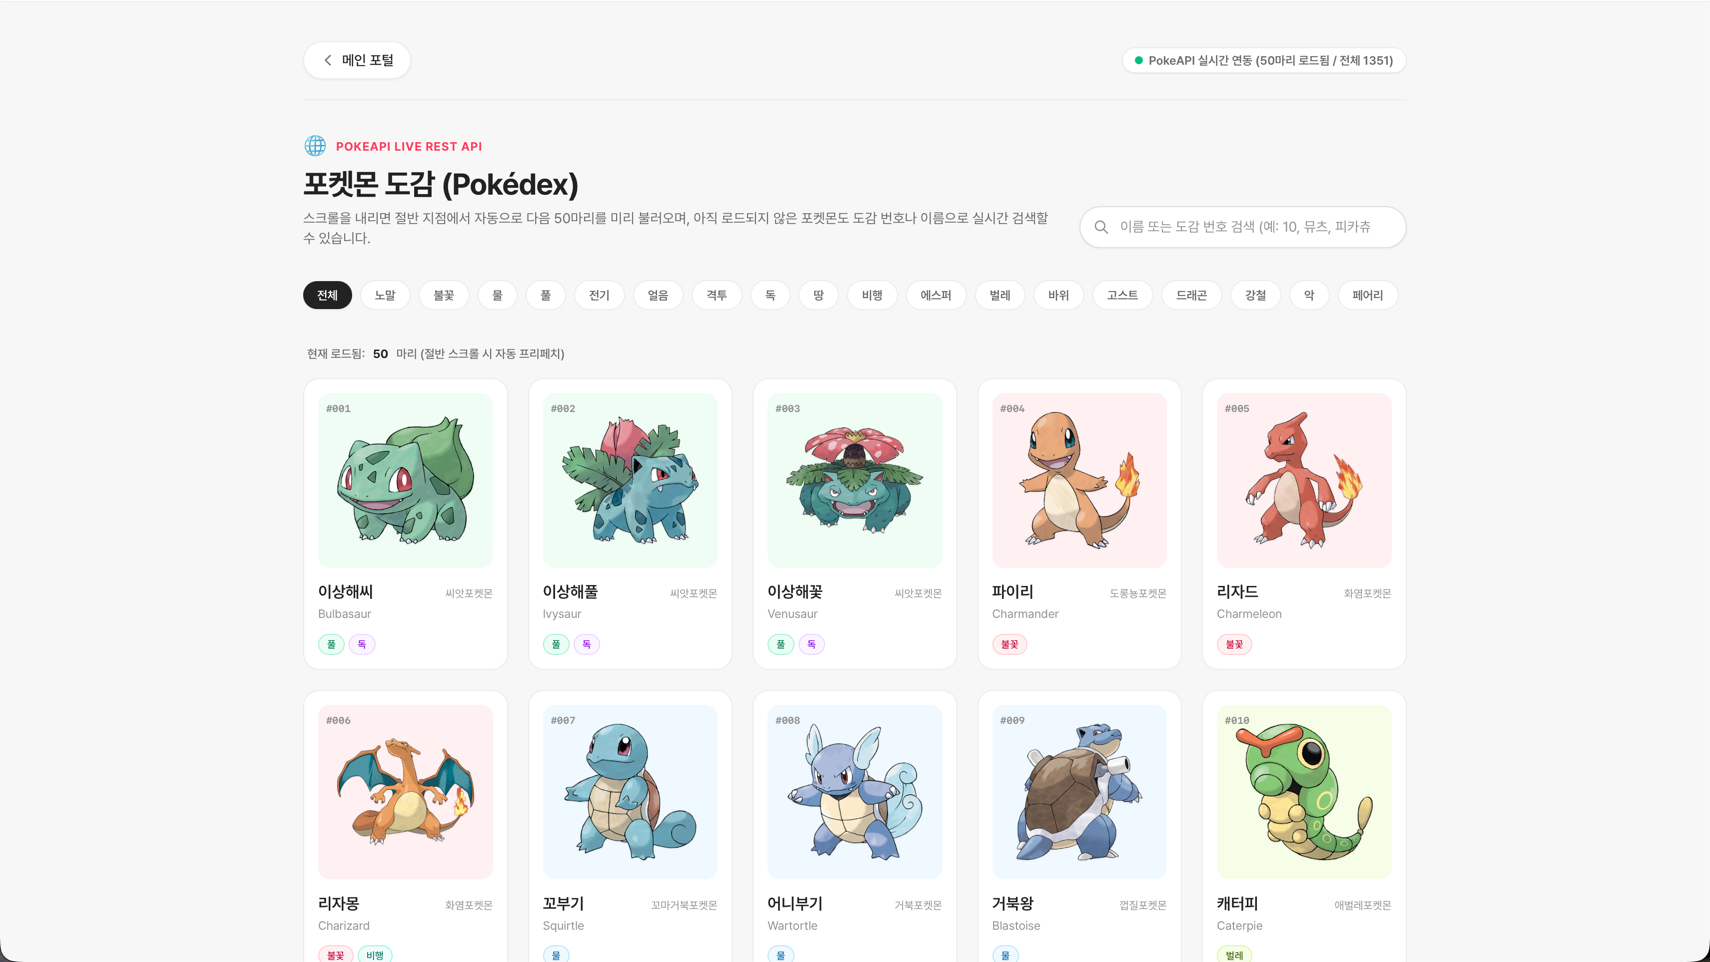 메인 포털
PokeAPI 실시간 연동 (50마리 로드됨 / 전체 1351)
POKEAPI LIVE REST API
포켓몬 도감 (Pokédex)
스크롤을 내리면 절반 지점에서 자동으로 다음 50마리를 미리 불러오며, 아직 로드되지 않은 포켓몬도 도감 번호나 이름으로 실시간 검색할
수 있습니다.
이름 또는 도감 번호 검색 (예: 10, 뮤츠, 피카츄
전체 노말 불꽃 물 풀 전기 얼음 격투 독 땅 비행 에스퍼 벌레 바위 고스트 드래곤 강철 악 페어리
현재 로드됨: 50 마리 (절반 스크롤 시 자동 프리페치)
#001
이상해씨 씨앗포켓몬
Bulbasaur
풀 독
#002
이상해풀 씨앗포켓몬
Ivysaur
풀 독
#003
이상해꽃 씨앗포켓몬
Venusaur
풀 독
#004
파이리 도롱뇽포켓몬
Charmander
불꽃
#005
리자드 화염포켓몬
Charmeleon
불꽃
#006
리자몽 화염포켓몬
Charizard
불꽃 비행
#007
꼬부기 꼬마거북포켓몬
Squirtle
물
#008
어니부기 거북포켓몬
Wartortle
물
#009
거북왕 껍질포켓몬
Blastoise
물
#010
캐터피 애벌레포켓몬
Caterpie
벌레